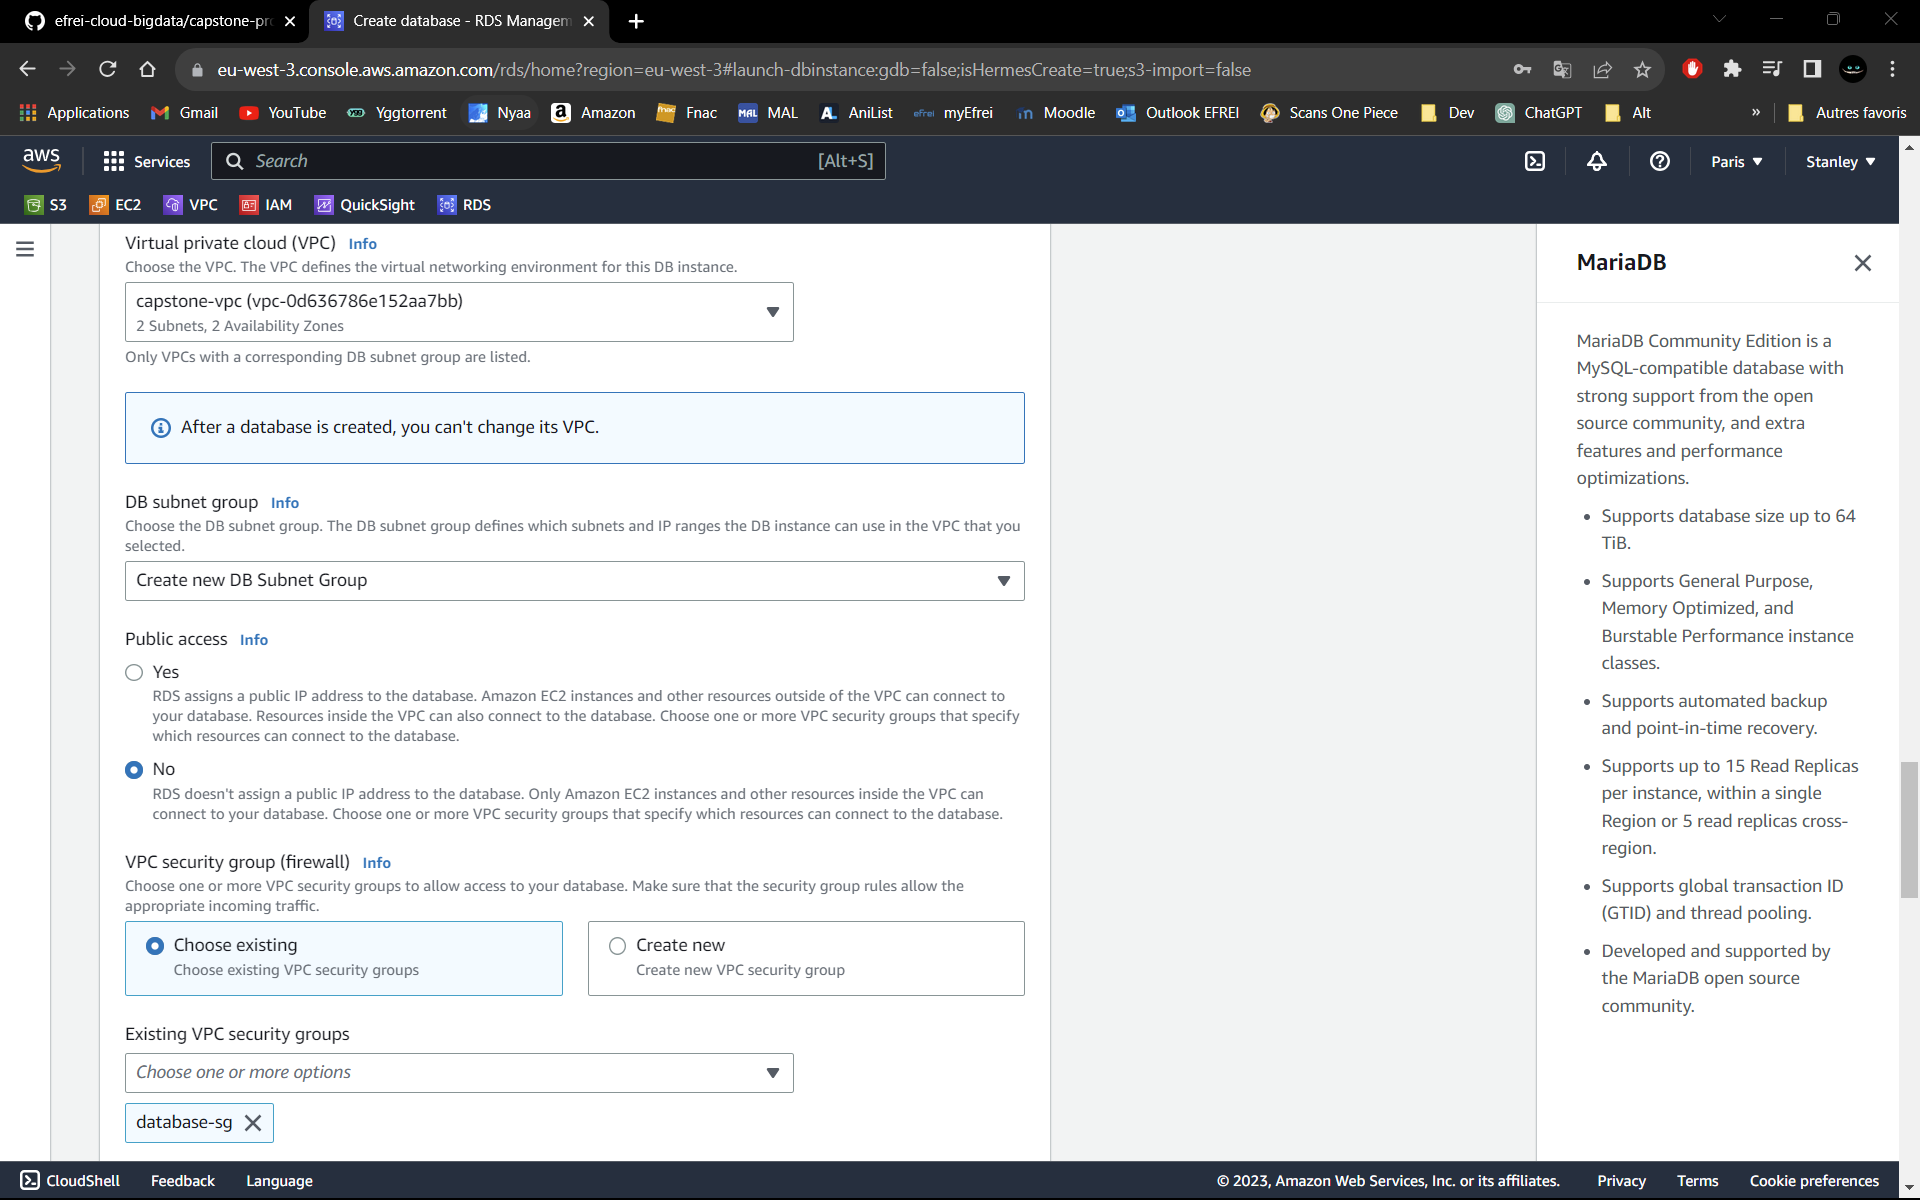 efrei-cloud-bigdata/capstone-pro
Create database - RDS Managem
eu-west-3.console.aws.amazon.com/rds/home?region=eu-west-3#launch-dbinstance:gdb=false;isHermesCreate=true;s3-import=false
Applications Gmail YouTube Yggtorrent Nyaa Amazon Fnac MAL MAL AniList efrei myEfrei Moodle Outlook EFREI Scans One Piece Dev ChatGPT Alt » Autres favoris
aws Services Search [Alt+S] Paris Stanley
S3 EC2 VPC IAM QuickSight RDS
Virtual private cloud (VPC) Info
Choose the VPC. The VPC defines the virtual networking environment for this DB instance.
capstone-vpc (vpc-0d636786e152aa7bb)
2 Subnets, 2 Availability Zones
Only VPCs with a corresponding DB subnet group are listed.
After a database is created, you can't change its VPC.
DB subnet group Info
Choose the DB subnet group. The DB subnet group defines which subnets and IP ranges the DB instance can use in the VPC that you
selected.
Create new DB Subnet Group
Public access Info
Yes
RDS assigns a public IP address to the database. Amazon EC2 instances and other resources outside of the VPC can connect to
your database. Resources inside the VPC can also connect to the database. Choose one or more VPC security groups that specify
which resources can connect to the database.
No
RDS doesn't assign a public IP address to the database. Only Amazon EC2 instances and other resources inside the VPC can
connect to your database. Choose one or more VPC security groups that specify which resources can connect to the database.
VPC security group (firewall) Info
Choose one or more VPC security groups to allow access to your database. Make sure that the security group rules allow the
appropriate incoming traffic.
Choose existing
Choose existing VPC security groups
Create new
Create new VPC security group
Existing VPC security groups
Choose one or more options
database-sg
MariaDB
MariaDB Community Edition is a
MySQL-compatible database with
strong support from the open
source community, and extra
features and performance
optimizations.
• Supports database size up to 64
TiB.
• Supports General Purpose,
Memory Optimized, and
Burstable Performance instance
classes.
• Supports automated backup
and point-in-time recovery.
• Supports up to 15 Read Replicas
per instance, within a single
Region or 5 read replicas cross-
region.
• Supports global transaction ID
(GTID) and thread pooling.
• Developed and supported by
the MariaDB open source
community.
CloudShell Feedback Language © 2023, Amazon Web Services, Inc. or its affiliates. Privacy Terms Cookie preferences